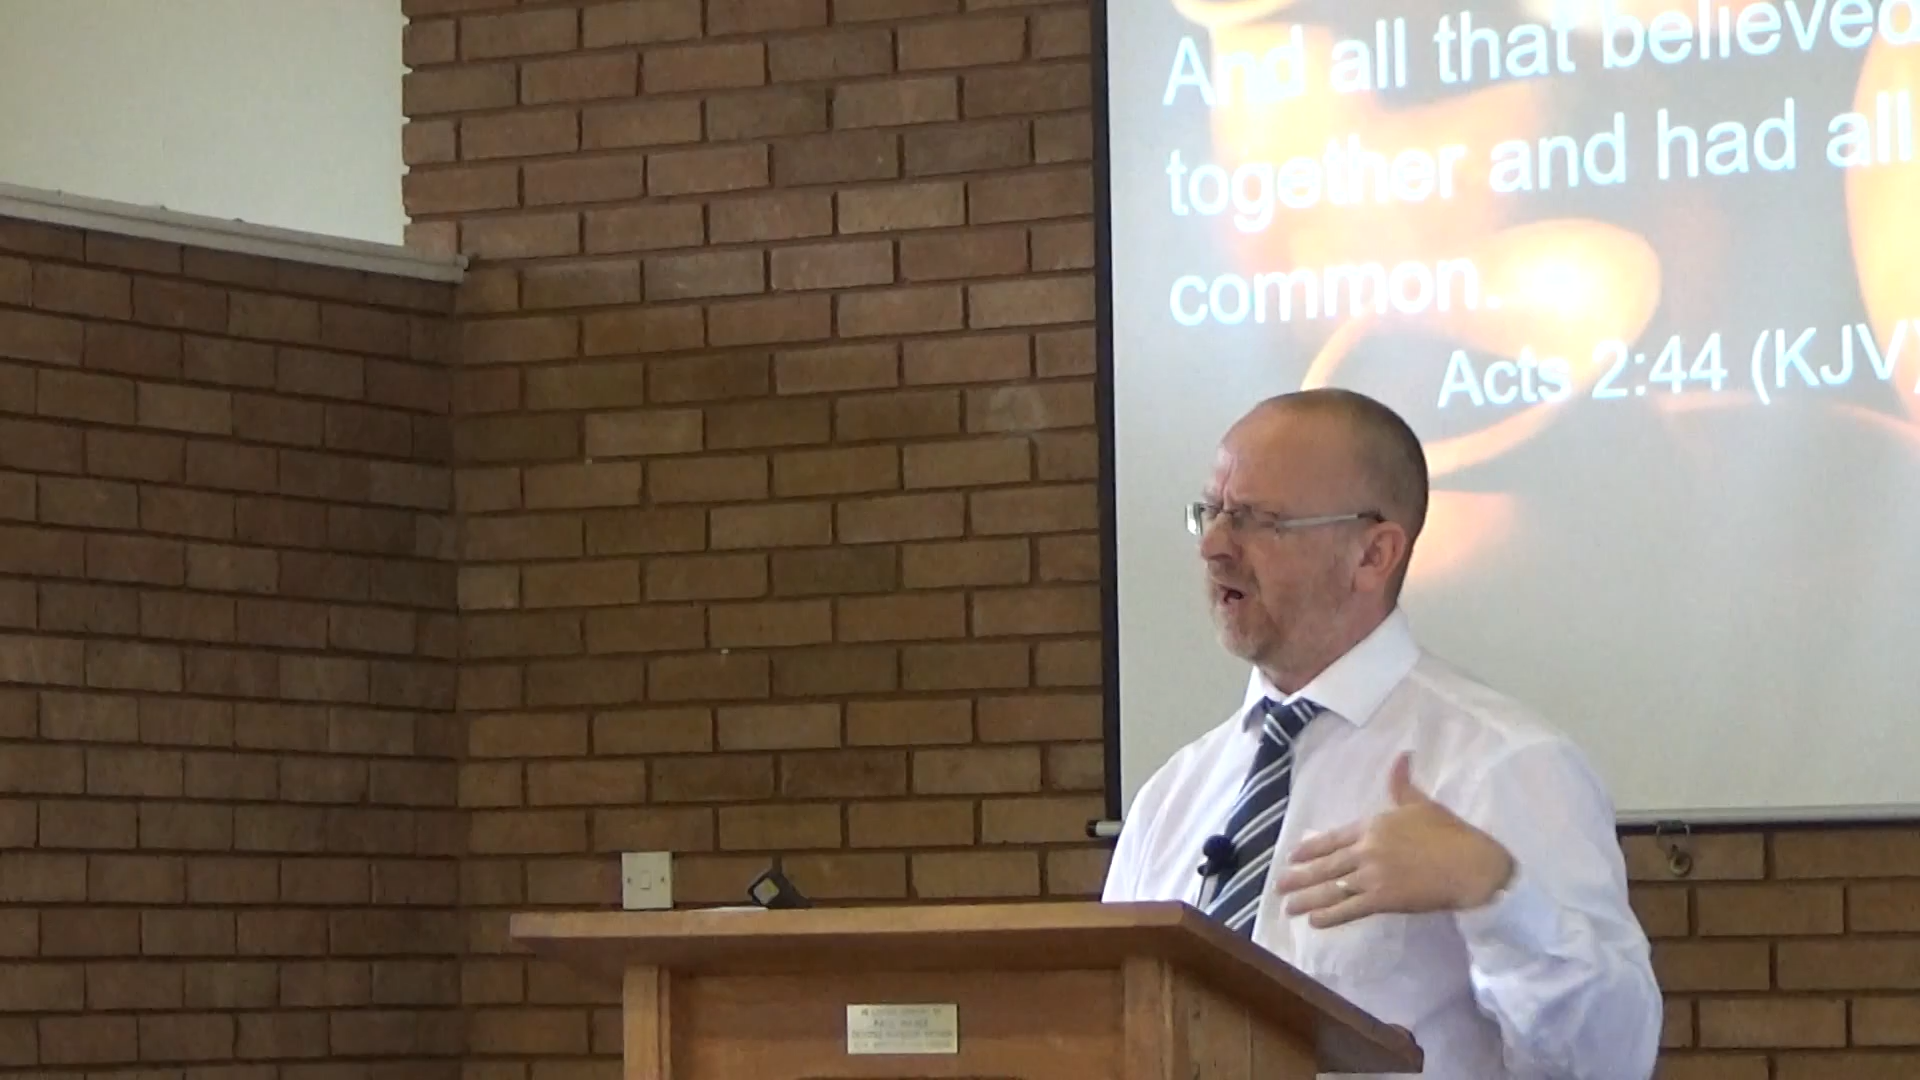 And all that believed
together and had all
common.
Acts 2:44 (KJV)